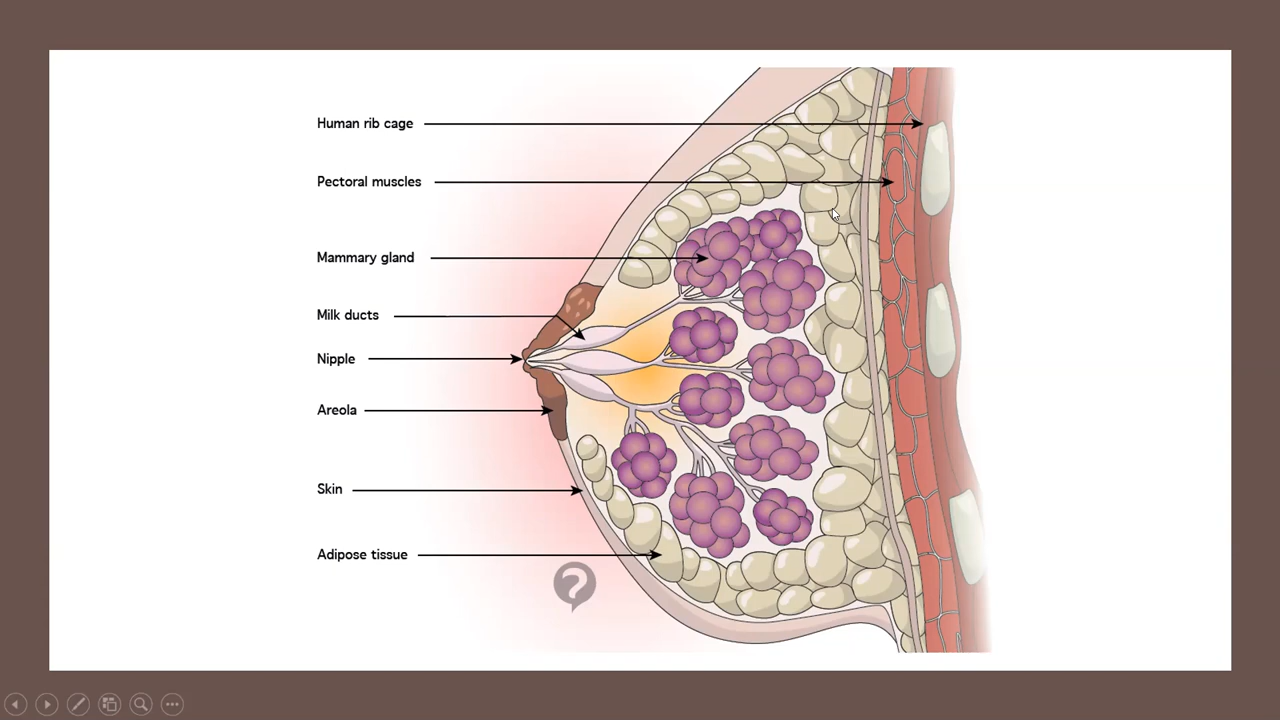 Human rib cage
Pectoral muscles
Mammary gland
Milk ducts
Nipple
Areola
Skin
Adipose tissue
?